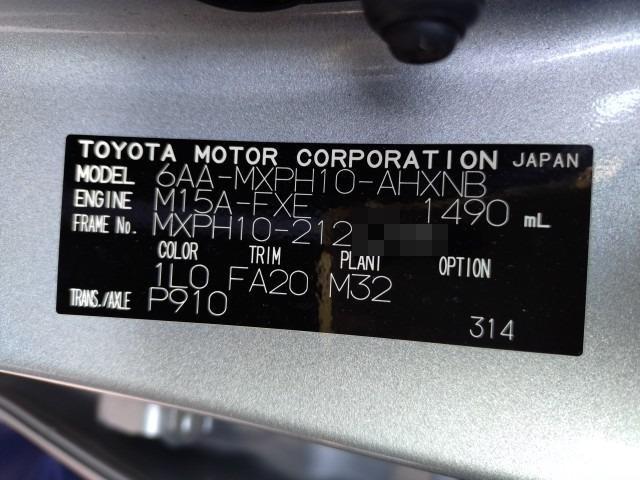 TOYOTA MOTOR CORPORATION JAPAN
MODEL 6AA-MXPH10-AHXNB
ENGINE M15A-FXE 1490 mL
FRAME No. MXPH10-212
COLOR TRIM PLANT OPTION
1L0 FA20 M32
TRANS./AXLE P910
314